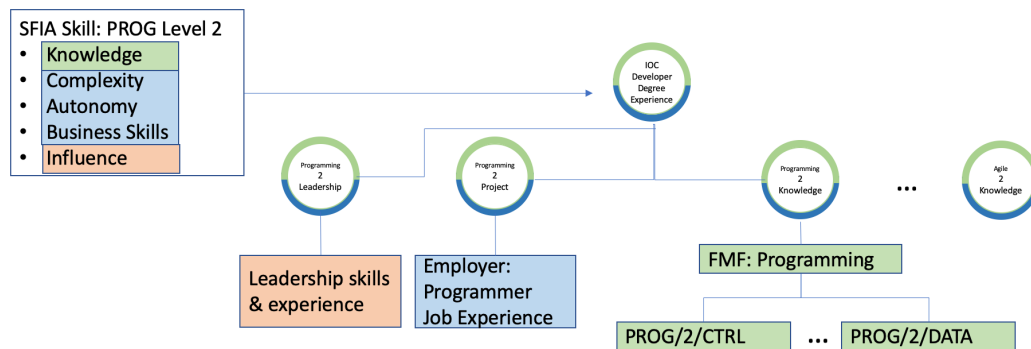 SFIA Skill: PROG Level 2
• Knowledge
• Complexity
• Autonomy
• Business Skills
• Influence
IOC
Developer
Degree
Experience
Programming
2
Leadership
Programming
2
Project
Programming
2
Knowledge
...
Agile
2
Knowledge
Leadership skills
& experience
Employer:
Programmer
Job Experience
FMF: Programming
PROG/2/CTRL
...
PROG/2/DATA